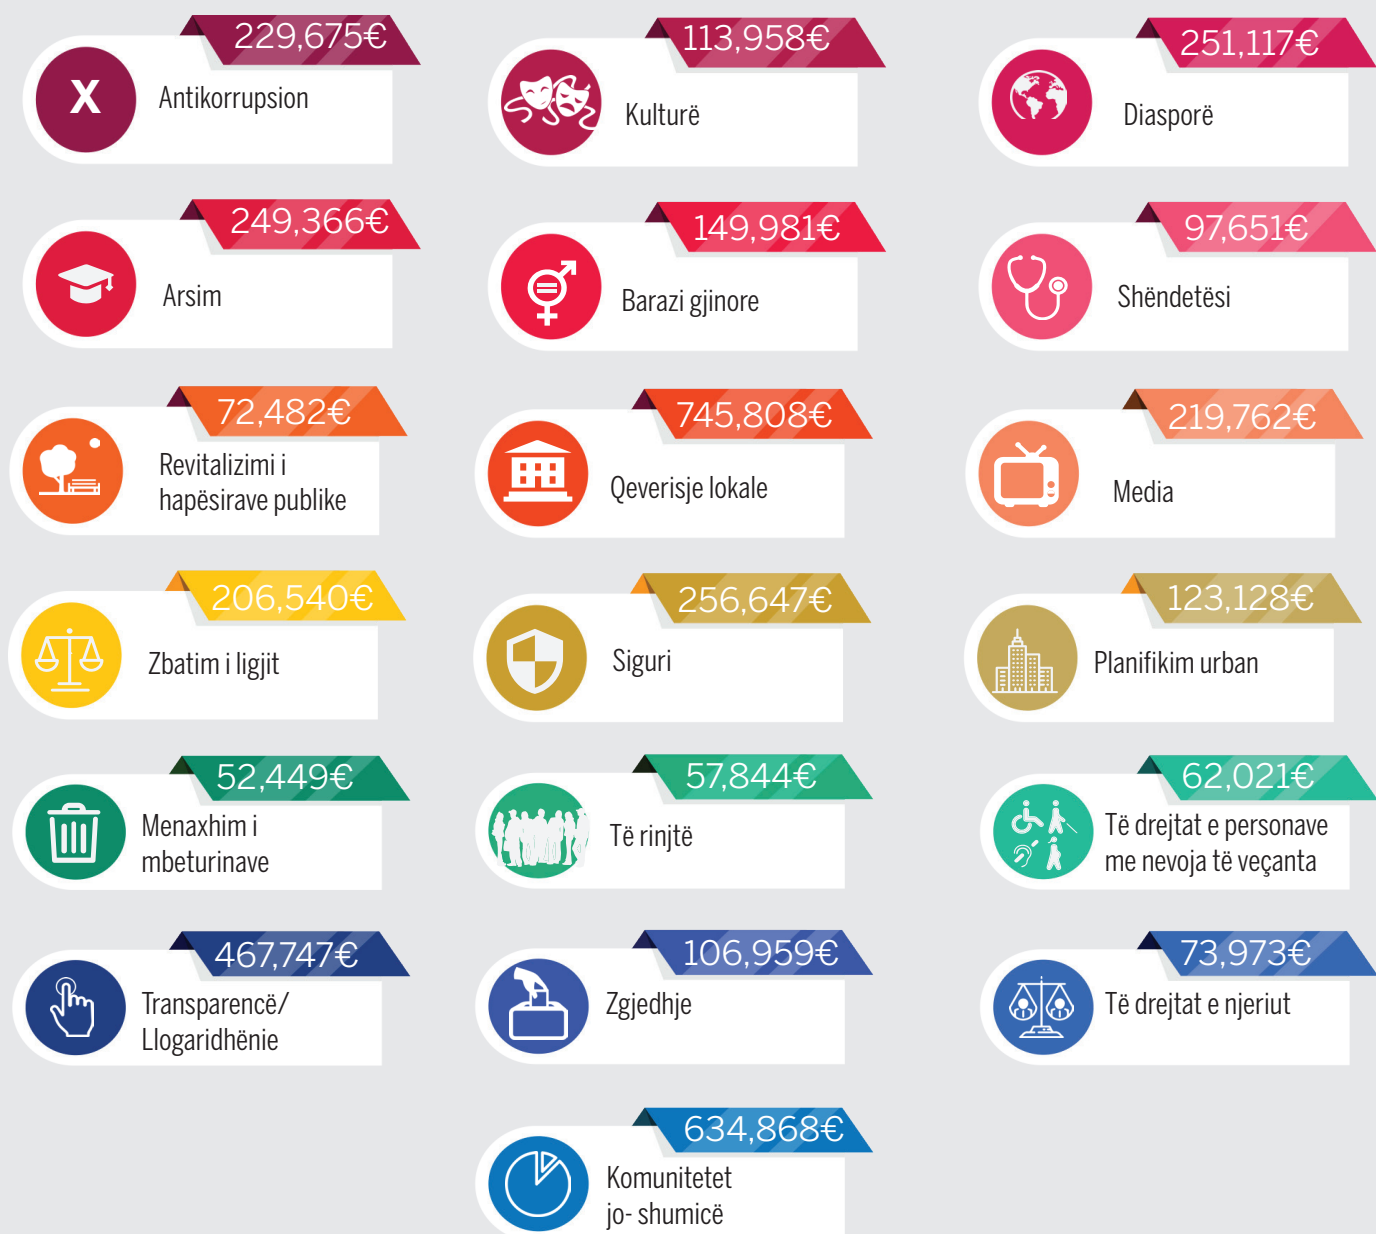 229,675€
X
Antikorrupsion
113,958€
Kulturë
251,117€
Diasporë
249,366€
Arsim
149,981€
Barazi gjinore
97,651€
Shëndetësi
72,482€
Revitalizimi i
hapësirave publike
745,808€
Qeverisje lokale
219,762€
Media
206,540€
Zbatim i ligjit
256,647€
Siguri
123,128€
Planifikim urban
52,449€
Menaxhim i
mbeturinave
57,844€
Të rinjtë
62,021€
Të drejtat e personave
me nevoja të veçanta
467,747€
Transparencë/
Llogaridhënie
106,959€
Zgjedhje
73,973€
Të drejtat e njeriut
634,868€
Komunitetet
jo- shumicë